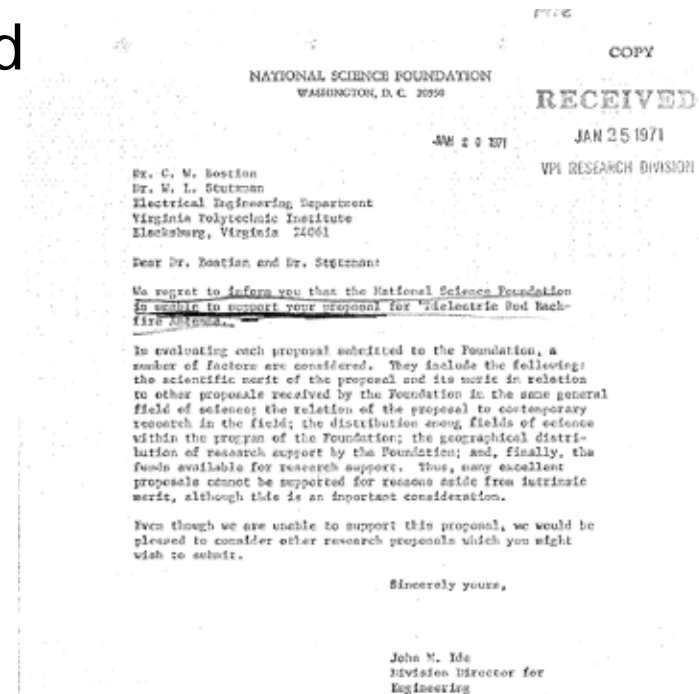 d
COPY
NATIONAL SCIENCE FOUNDATION
WASHINGTON, D. C. 20550
RECEIVED
JAN 20 1971
JAN 25 1971
VPI RESEARCH DIVISION
Dr. C. W. Bostian
Dr. W. L. Stutzman
Electrical Engineering Department
Virginia Polytechnic Institute
Blacksburg, Virginia 24061
Dear Dr. Bostian and Dr. Stutzman:
We regret to inform you that the National Science Foundation
is unable to support your proposal for "Dielectric Rod Back-
fire Antenna.
In evaluating each proposal submitted to the Foundation, a
number of factors are considered. They include the following:
the scientific merit of the proposal and its merit in relation
to other proposals received by the Foundation in the same general
field of science; the relation of the proposal to contemporary
research in the field; the distribution among fields of science
within the program of the Foundation; the geographical distri-
bution of research support by the Foundation; and, finally, the
funds available for research support. Thus, many excellent
proposals cannot be supported for reasons aside from intrinsic
merit, although this is an important consideration.
Even though we are unable to support this proposal, we would be
pleased to consider other research proposals which you might
wish to submit.
Sincerely yours,
John M. Ide
Division Director for
Engineering